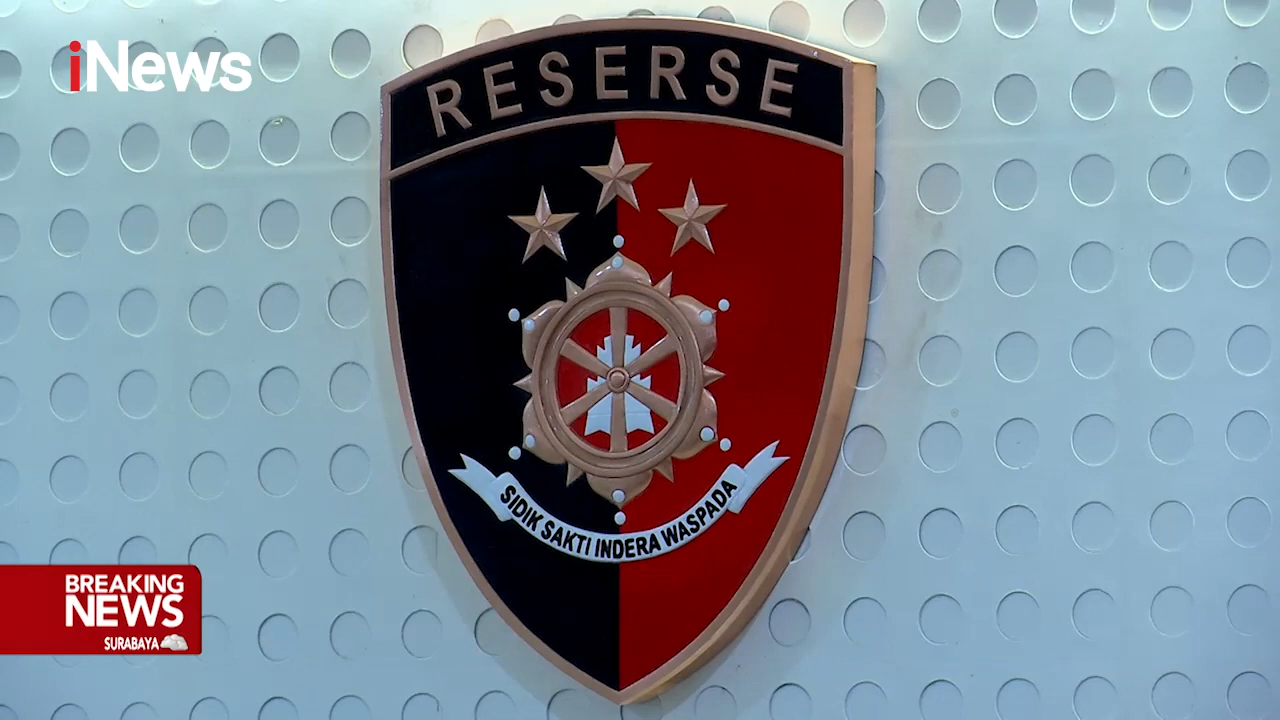 iNews
RESERSE
SIDIK SAKTI INDERA WASPADA
BREAKING
NEWS
SURABAYA